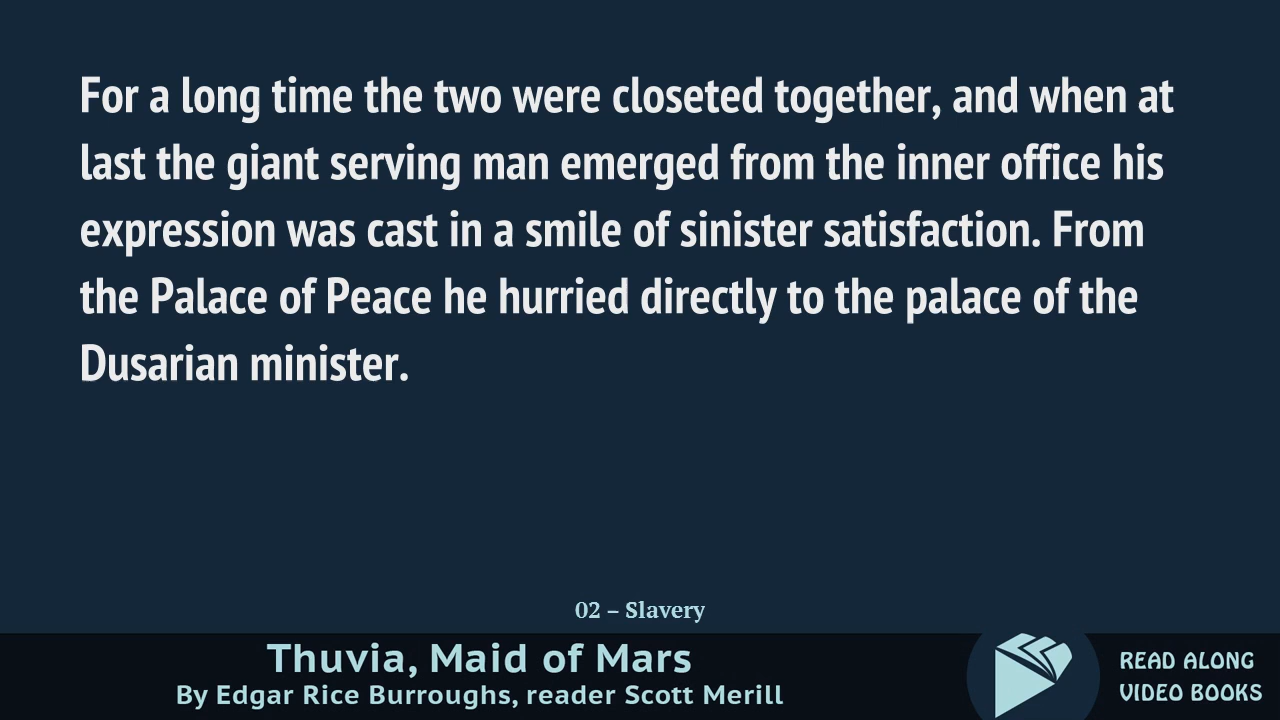 For a long time the two were closeted together, and when at
last the giant serving man emerged from the inner office his
expression was cast in a smile of sinister satisfaction. From
the Palace of Peace he hurried directly to the palace of the
Dusarian minister.
02 – Slavery
Thuvia, Maid of Mars
By Edgar Rice Burroughs, reader Scott Merill
READ ALONG
VIDEO BOOKS